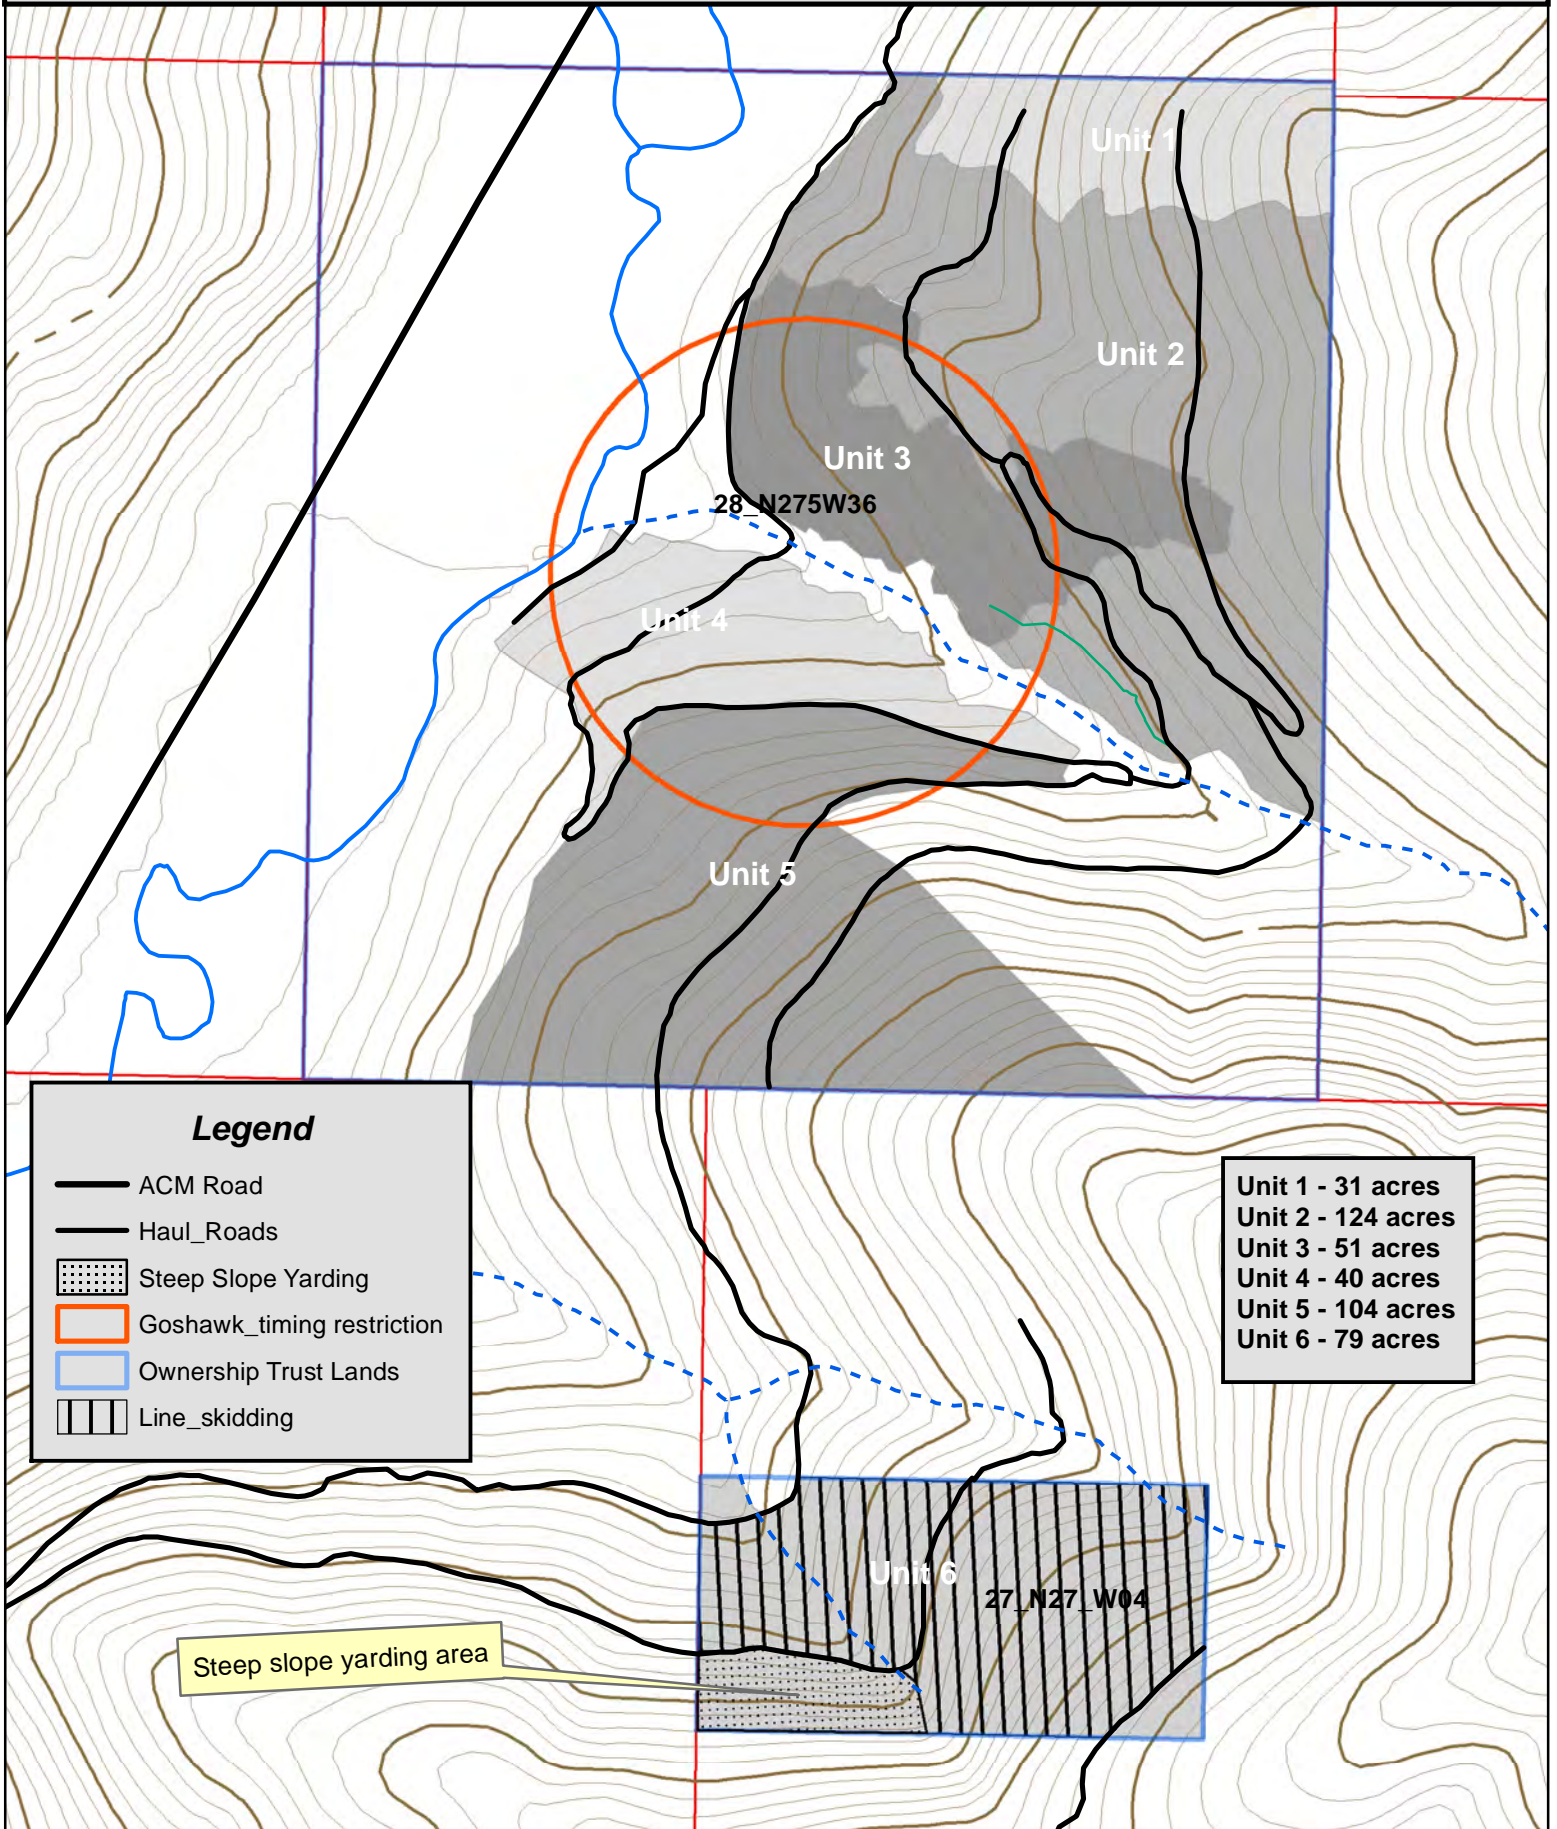 Unit 1
Unit 2
Unit 3
28_N275W36
Unit 4
Unit 5
Legend
ACM Road
Haul_Roads
Steep Slope Yarding
Goshawk_timing restriction
Ownership Trust Lands
Line_skidding
Unit 1 - 31 acres
Unit 2 - 124 acres
Unit 3 - 51 acres
Unit 4 - 40 acres
Unit 5 - 104 acres
Unit 6 - 79 acres
Unit 6
27_N27_W04
Steep slope yarding area